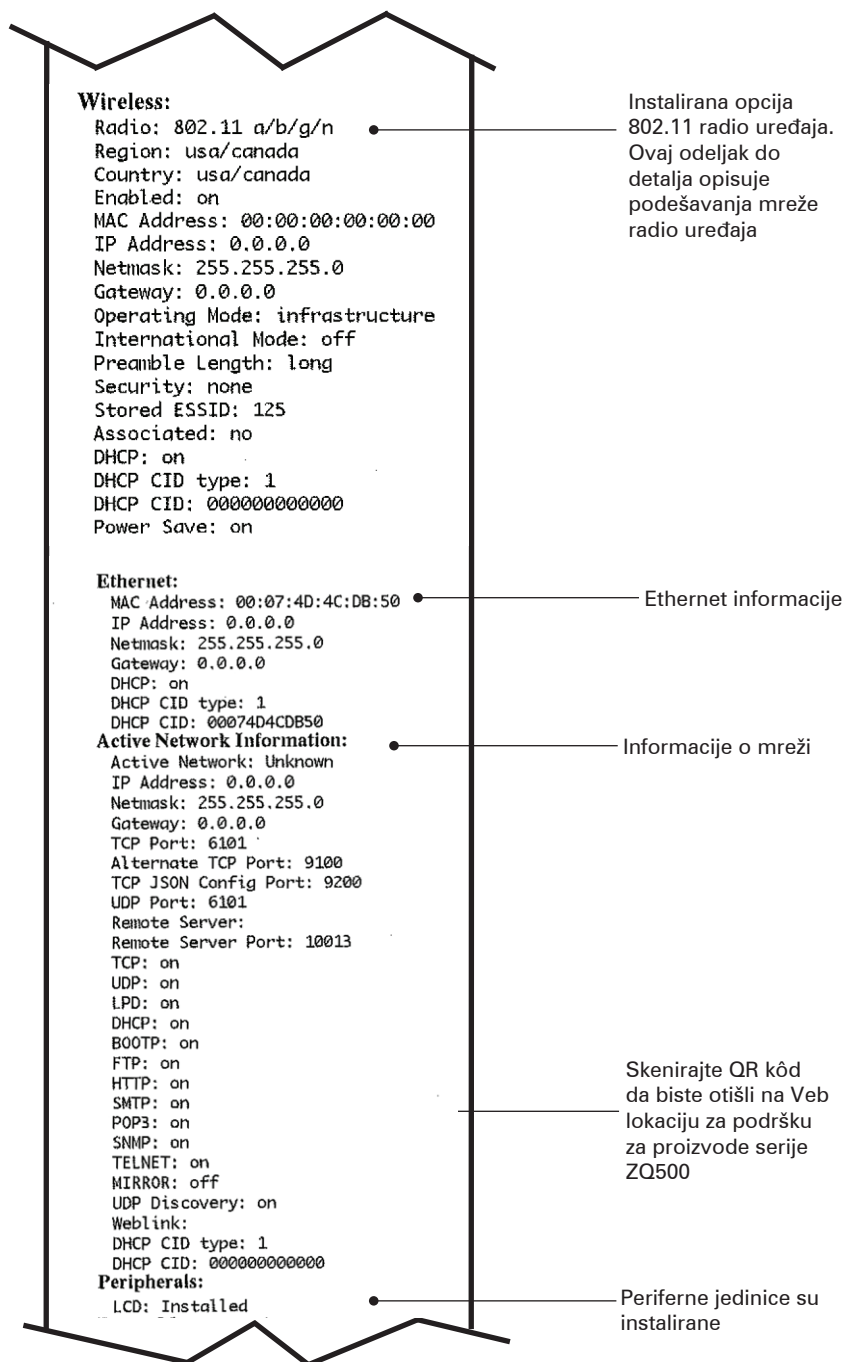 Wireless:
Radio: 802.11 a/b/g/n
Region: usa/canada
Country: usa/canada
Enabled: on
MAC Address: 00:00:00:00:00:00
IP Address: 0.0.0.0
Netmask: 255.255.255.0
Gateway: 0.0.0.0
Operating Mode: infrastructure
International Mode: off
Preamble Length: long
Security: none
Stored ESSID: 125
Associated: no
DHCP: on
DHCP CID type: 1
DHCP CID: 000000000000
Power Save: on
Instalirana opcija
802.11 radio uređaja.
Ovaj odeljak do
detalja opisuje
podešavanja mreže
radio uređaja
Ethernet:
MAC Address: 00:07:4D:4C:DB:50
IP Address: 0.0.0.0
Netmask: 255.255.255.0
Gateway: 0.0.0.0
DHCP: on
DHCP CID type: 1
DHCP CID: 00074D4CDB50
Ethernet informacije
Active Network Information:
Active Network: Unknown
IP Address: 0.0.0.0
Netmask: 255.255.255.0
Gateway: 0.0.0.0
TCP Port: 6101
Alternate TCP Port: 9100
TCP JSON Config Port: 9200
UDP Port: 6101
Remote Server:
Remote Server Port: 10013
TCP: on
UDP: on
LPD: on
DHCP: on
BOOTP: on
FTP: on
HTTP: on
SMTP: on
POP3: on
SNMP: on
TELNET: on
MIRROR: off
UDP Discovery: on
Weblink:
DHCP CID type: 1
DHCP CID: 000000000000
Informacije o mreži
Skenirajte QR kôd
da biste otišli na Veb
lokaciju za podršku
za proizvode serije
ZQ500
Peripherals:
LCD: Installed
Periferne jedinice su
instalirane